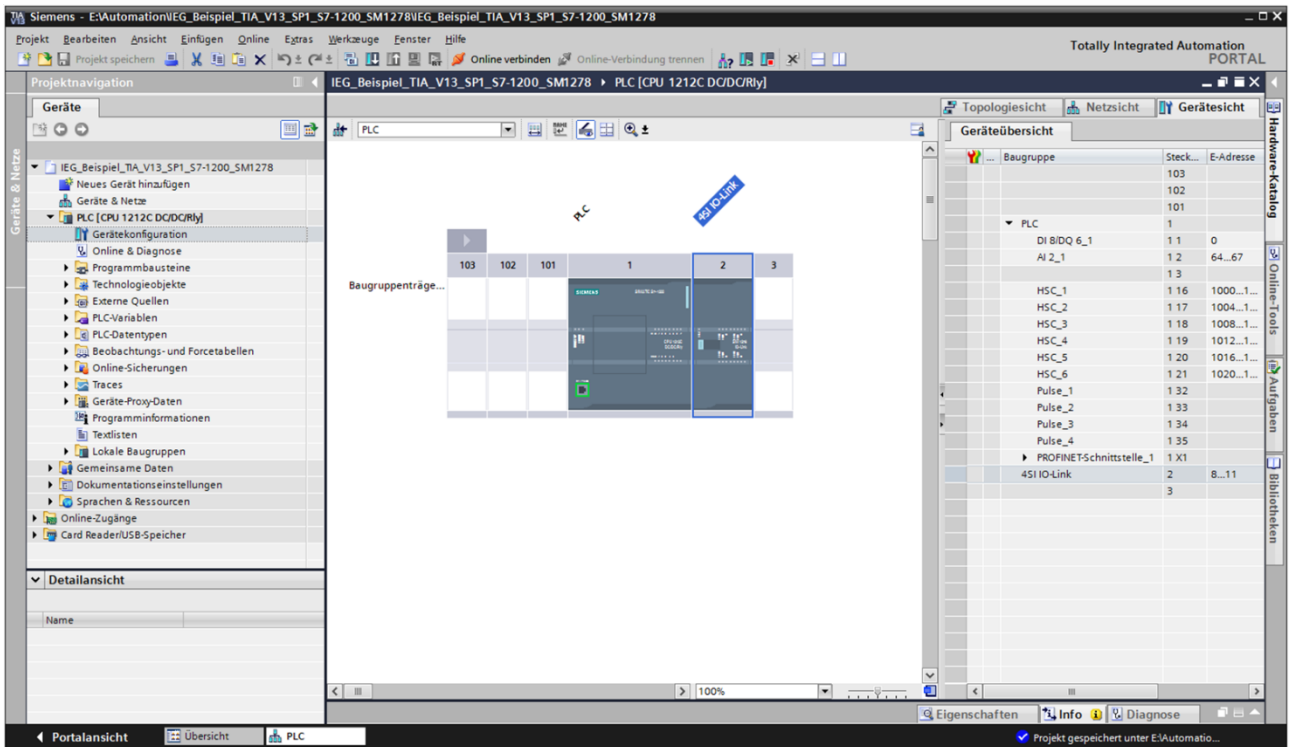 Siemens - E:\Automation\IEG_Beispiel_TIA_V13_SP1_S7-1200_SM1278\IEG_Beispiel_TIA_V13_SP1_S7-1200_SM1278
Projekt Bearbeiten Ansicht Einfügen Online Extras Werkzeuge Fenster Hilfe
Totally Integrated Automation
PORTAL
Projekt speichern Online verbinden Online-Verbindung trennen
Projektnavigation
IEG_Beispiel_TIA_V13_SP1_S7-1200_SM1278 PLC [CPU 1212C DC/DC/Rly]
Geräte
Topologiesicht Netzsicht Gerätesicht
PLC
Geräteübersicht
Geräte & Netze
IEG_Beispiel_TIA_V13_SP1_S7-1200_SM1278
Neues Gerät hinzufügen
Geräte & Netze
PLC [CPU 1212C DC/DC/Rly]
Gerätekonfiguration
Online & Diagnose
Programmbausteine
Technologieobjekte
Externe Quellen
PLC-Variablen
PLC-Datentypen
Beobachtungs- und Forcetabellen
Online-Sicherungen
Traces
Geräte-Proxy-Daten
Programminformationen
Textlisten
Lokale Baugruppen
Gemeinsame Daten
Dokumentationseinstellungen
Sprachen & Ressourcen
Online-Zugänge
Card Reader/USB-Speicher
Detailansicht
Name
PLC
4SI IO-Link
103 102 101 1 2 3
Baugruppenträge...
SIEMENS
100%
... Baugruppe Steck... E-Adresse
103
102
101
PLC 1
DI 8/DQ 6_1 1 1 0
AI 2_1 1 2 64...67
1 3
HSC_1 1 16 1000...1...
HSC_2 1 17 1004...1...
HSC_3 1 18 1008...1...
HSC_4 1 19 1012...1...
HSC_5 1 20 1016...1...
HSC_6 1 21 1020...1...
Pulse_1 1 32
Pulse_2 1 33
Pulse_3 1 34
Pulse_4 1 35
PROFINET-Schnittstelle_1 1 X1
4SI IO-Link 2 8...11
3
Hardware-Katalog
Online-Tools
Aufgaben
Bibliotheken
Eigenschaften Info Diagnose
Portalansicht Übersicht PLC
Projekt gespeichert unter E:\Automatio...